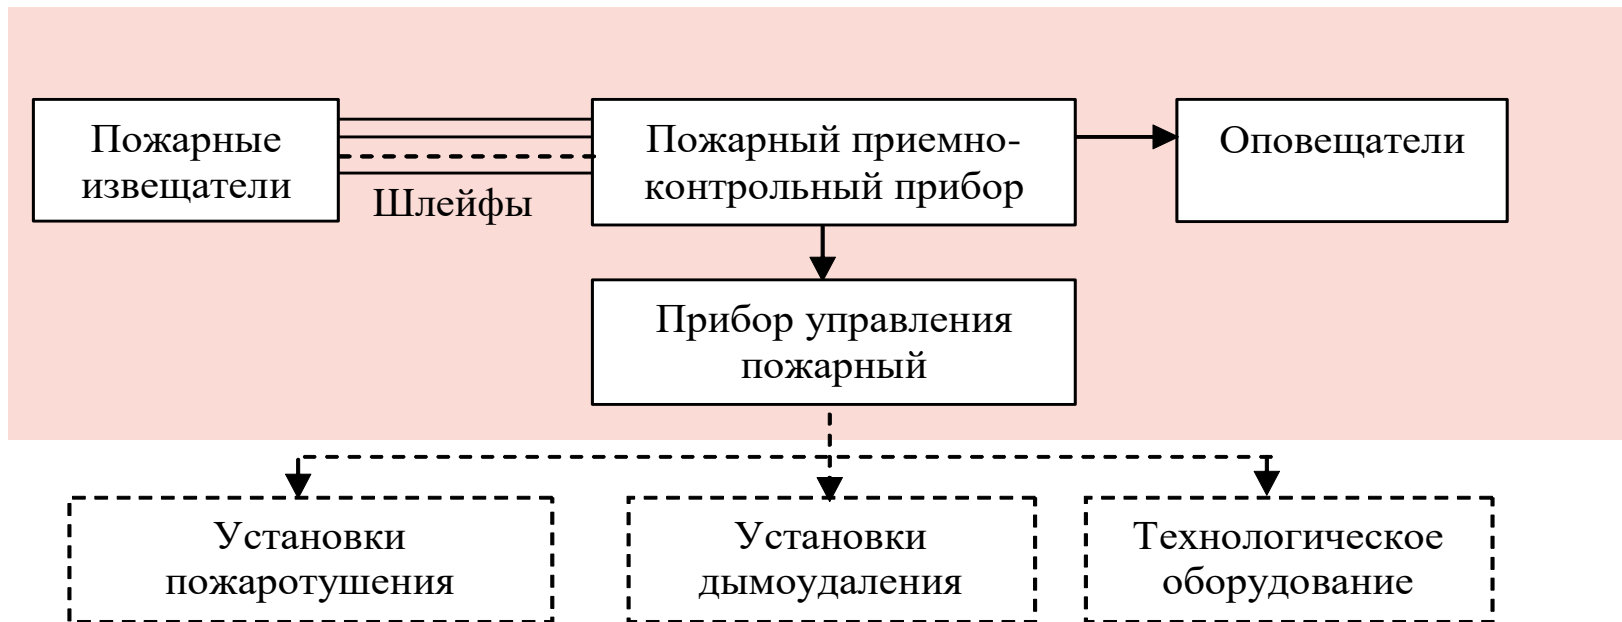 Пожарные
извещатели
Шлейфы
Пожарный приемно-
контрольный прибор
Оповещатели
Прибор управления
пожарный
Установки
пожаротушения
Установки
дымоудаления
Технологическое
оборудование